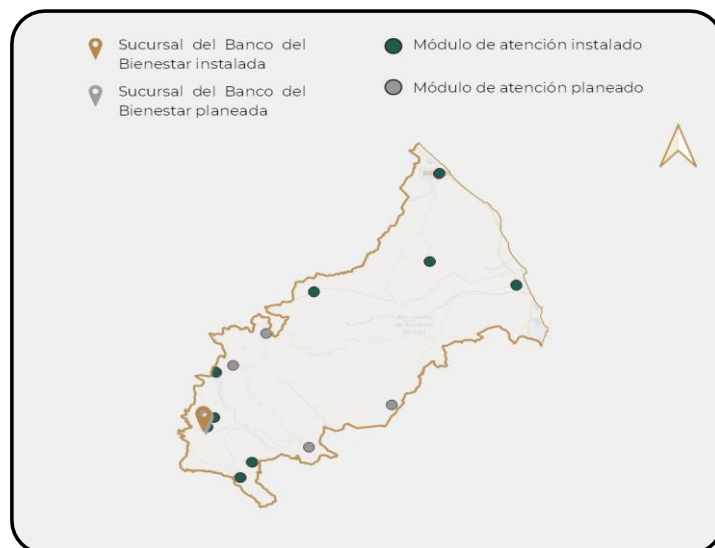 Sucursal del Banco del
Bienestar instalada
Sucursal del Banco del
Bienestar planeada
Módulo de atención instalado
Módulo de atención planeado